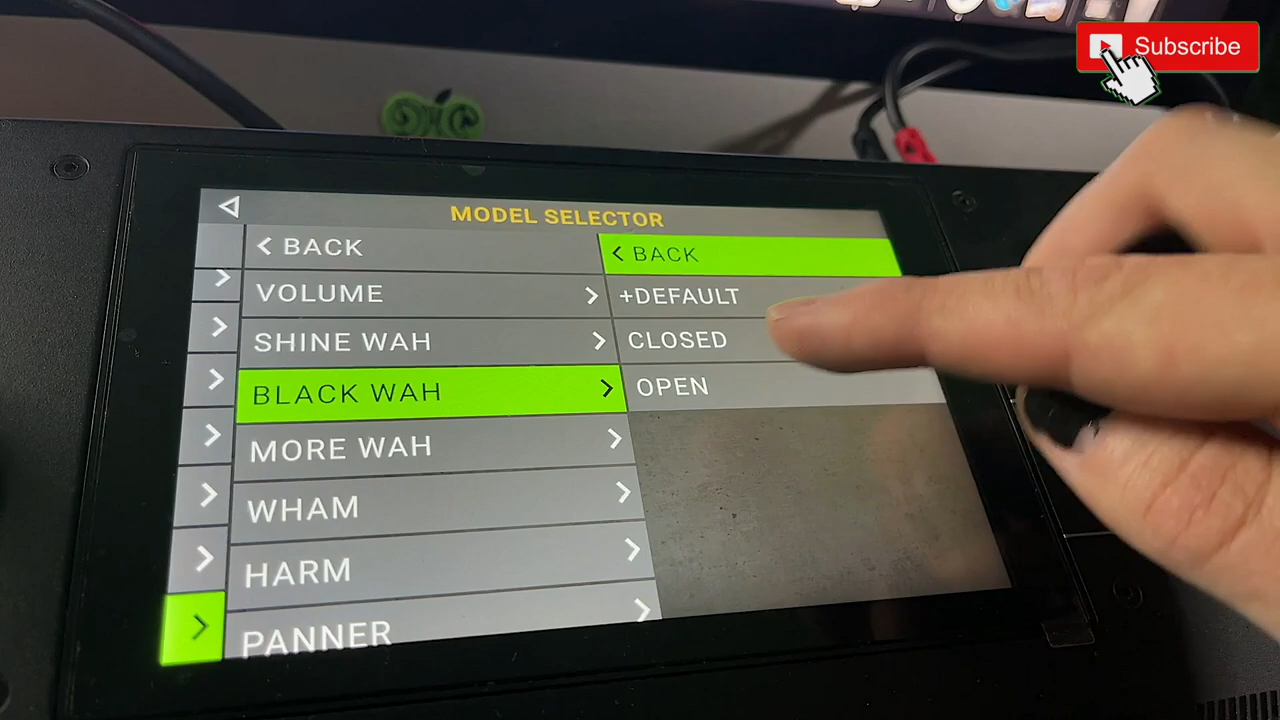 Subscribe
MODEL SELECTOR
< BACK
VOLUME >
SHINE WAH >
BLACK WAH >
MORE WAH >
WHAM >
HARM >
PANNER >
< BACK
+DEFAULT
CLOSED
OPEN